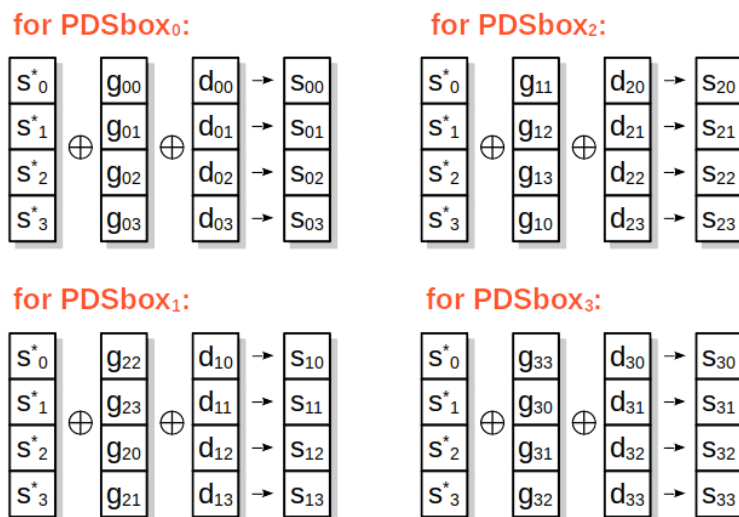 for PDSbox₀: for PDSbox₂:
s*₀ g₀₀ d₀₀ → s₀₀ s*₀ g₁₁ d₂₀ → s₂₀
s*₁ g₀₁ d₀₁ → s₀₁ s*₁ g₁₂ d₂₁ → s₂₁
⊕ ⊕ ⊕ ⊕
s*₂ g₀₂ d₀₂ → s₀₂ s*₂ g₁₃ d₂₂ → s₂₂
s*₃ g₀₃ d₀₃ → s₀₃ s*₃ g₁₀ d₂₃ → s₂₃
for PDSbox₁: for PDSbox₃:
s*₀ g₂₂ d₁₀ → s₁₀ s*₀ g₃₃ d₃₀ → s₃₀
s*₁ g₂₃ d₁₁ → s₁₁ s*₁ g₃₀ d₃₁ → s₃₁
⊕ ⊕ ⊕ ⊕
s*₂ g₂₀ d₁₂ → s₁₂ s*₂ g₃₁ d₃₂ → s₃₂
s*₃ g₂₁ d₁₃ → s₁₃ s*₃ g₃₂ d₃₃ → s₃₃